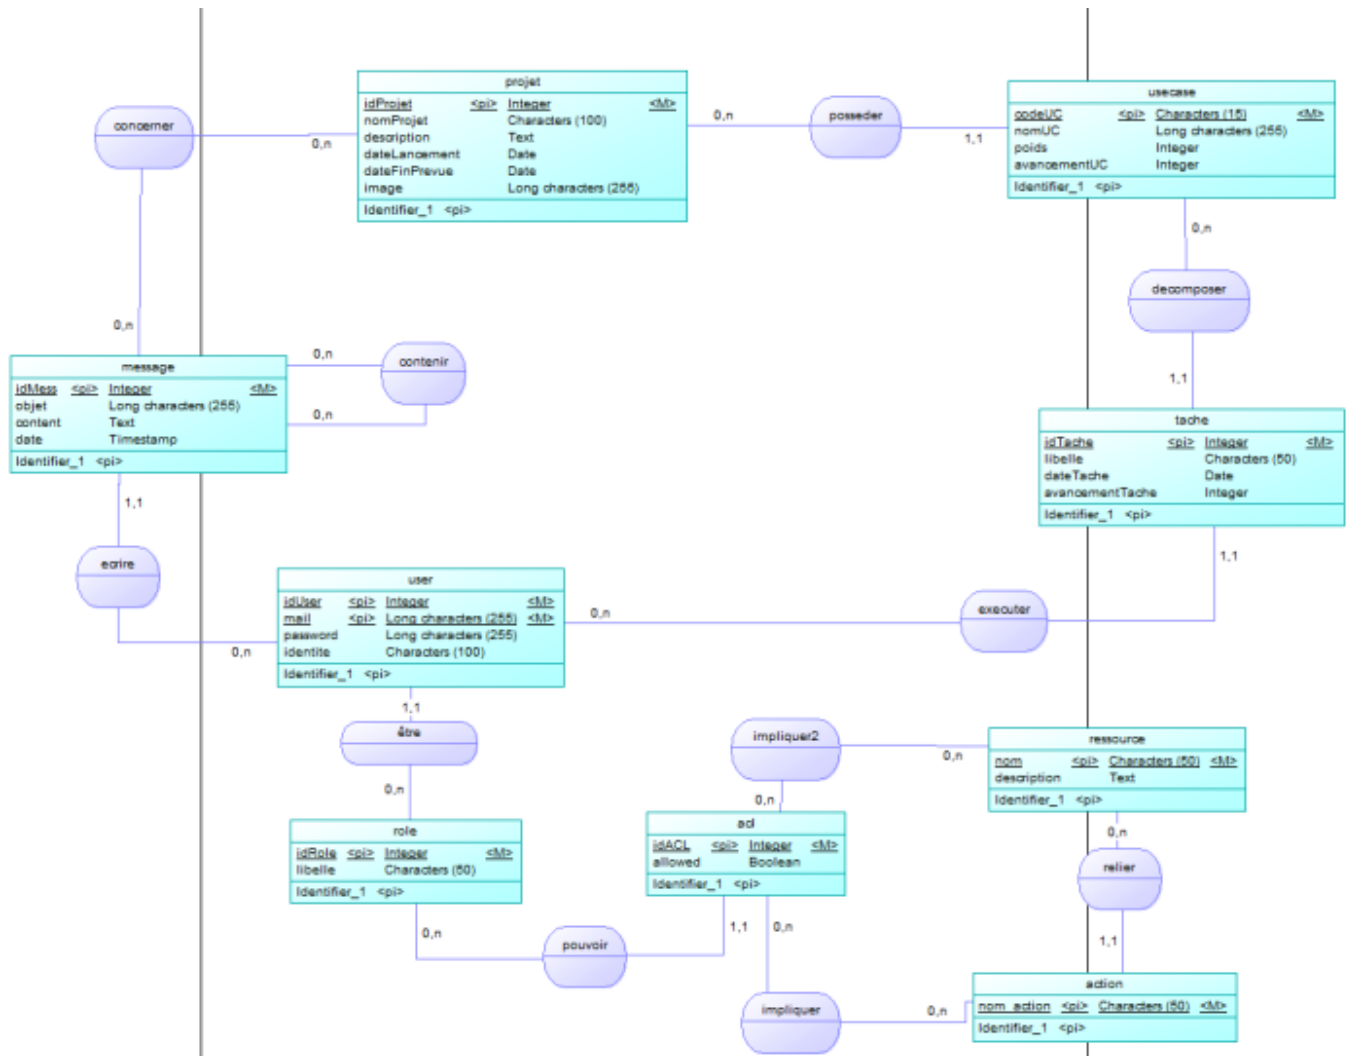 projet
idProjet <pi> Integer <M>
nomProjet Characters (100)
description Text
dateLancement Date
dateFinPrevue Date
image Long characters (255)
Identifier_1 <pi>
concerner
0,n
0,n
0,n
posseder
1,1
usecase
codeUC <pi> Characters (15) <M>
nomUC Long characters (255)
poids Integer
avancementUC Integer
Identifier_1 <pi>
0,n
decomposer
1,1
message
idMess <pi> Integer <M>
objet Long characters (255)
content Text
date Timestamp
Identifier_1 <pi>
0,n
contenir
0,n
tache
idTache <pi> Integer <M>
libelle Characters (50)
dateTache Date
avancementTache Integer
Identifier_1 <pi>
1,1
ecrire
0,n
user
idUser <pi> Integer <M>
mail <pi> Long characters (255) <M>
password Long characters (255)
identite Characters (100)
Identifier_1 <pi>
0,n
executer
1,1
1,1
être
0,n
role
idRole <pi> Integer <M>
libelle Characters (50)
Identifier_1 <pi>
0,n
pouvoir
1,1
impliquer2
0,n
0,n
acl
idACL <pi> Integer <M>
allowed Boolean
Identifier_1 <pi>
0,n
impliquer
0,n
ressource
nom <pi> Characters (50) <M>
description Text
Identifier_1 <pi>
0,n
relier
1,1
action
nom_action <pi> Characters (50) <M>
Identifier_1 <pi>